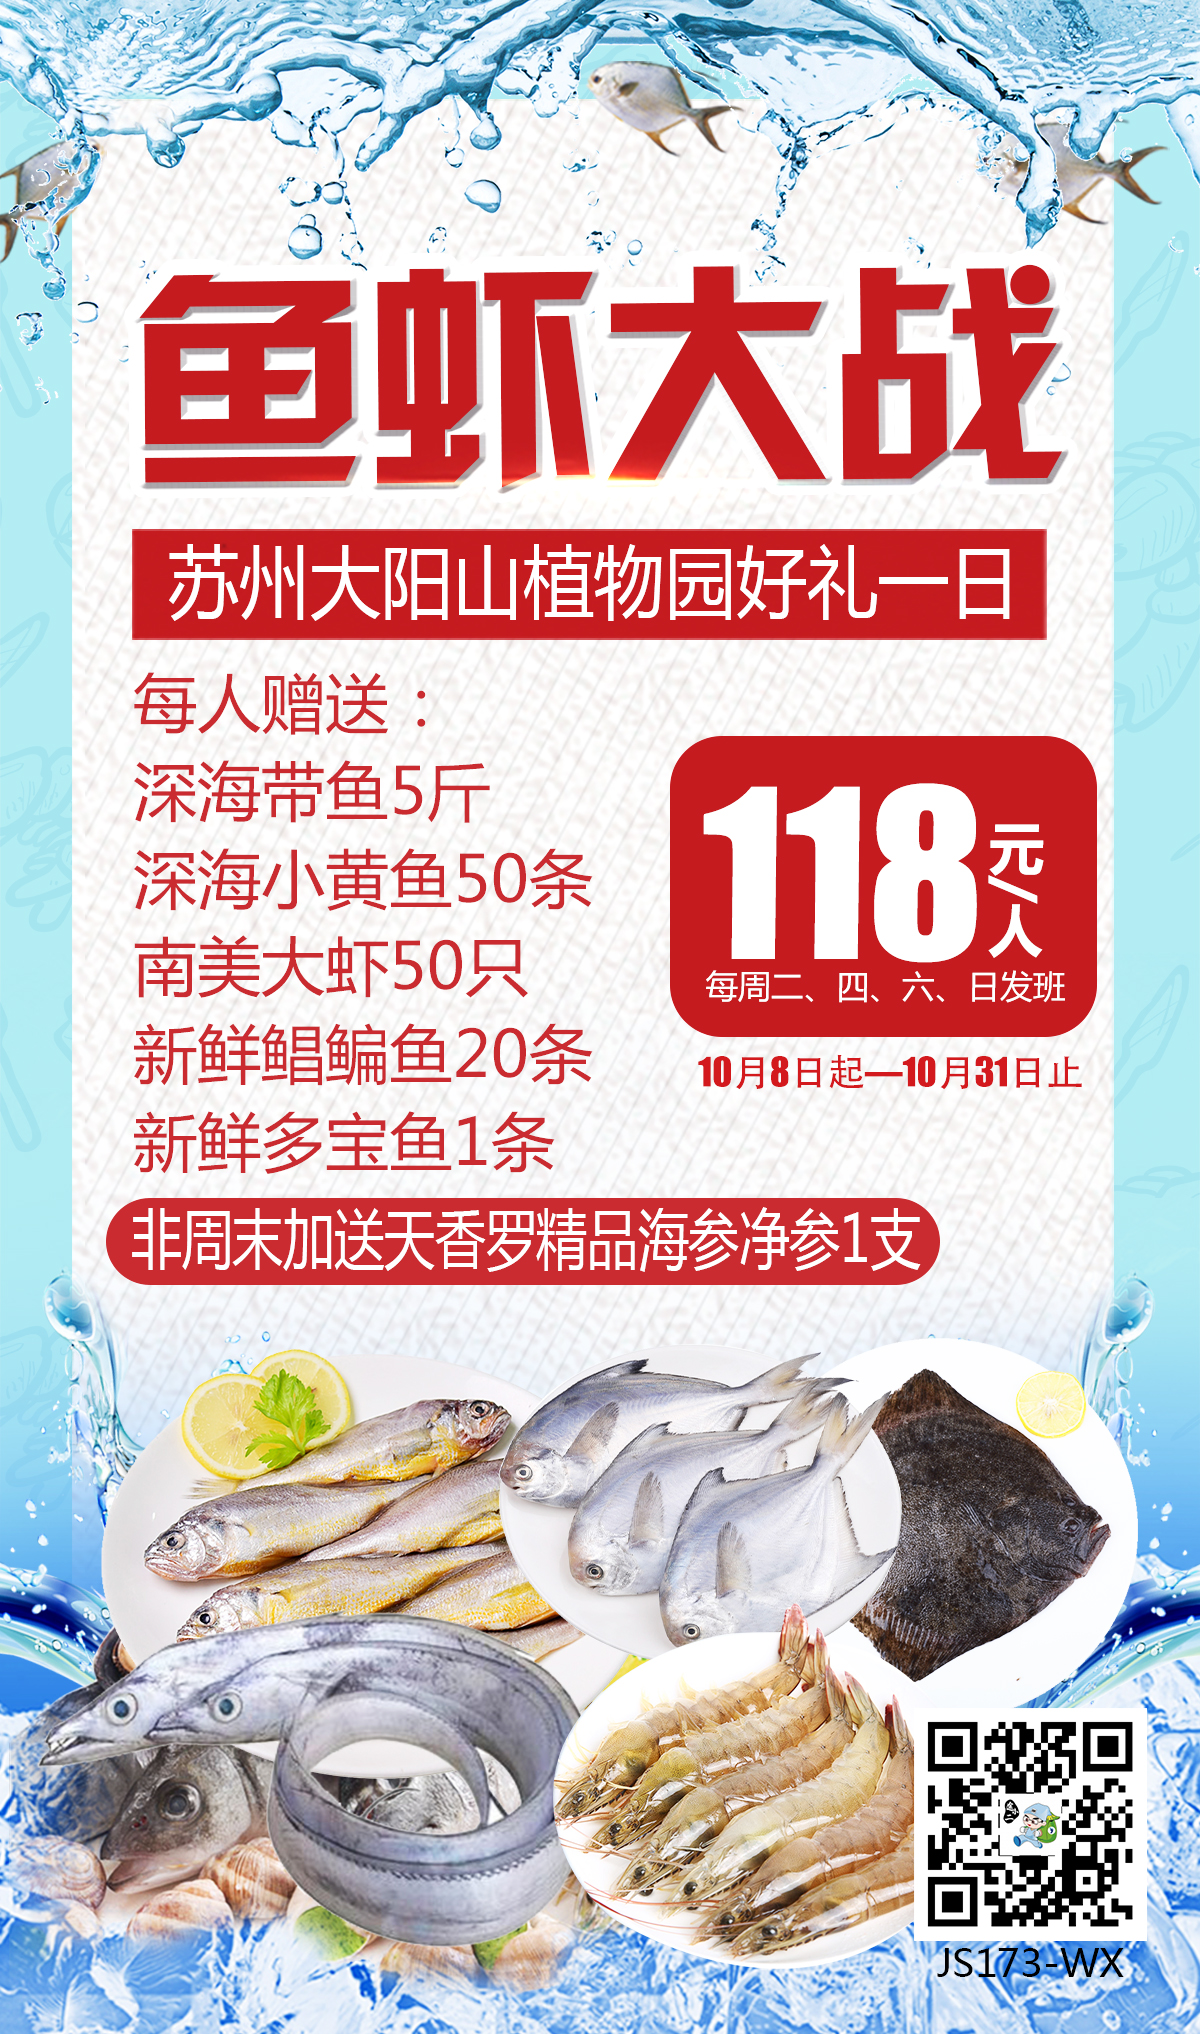 鱼虾大战
苏州大阳山植物园好礼一日
每人赠送：
深海带鱼5斤
深海小黄鱼50条
南美大虾50只
新鲜鲳鳊鱼20条
新鲜多宝鱼1条
118元/人
每周二、四、六、日发班
10月8日起—10月31日止
非周末加送天香罗精品海参净参1支
JS173-WX